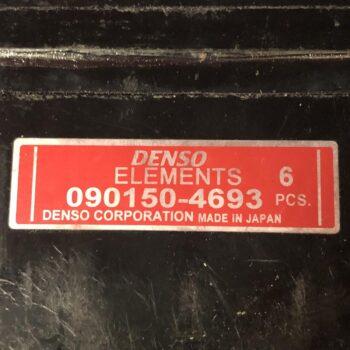 DENSO
ELEMENTS 6
090150-4693 PCS.
DENSO CORPORATION MADE IN JAPAN